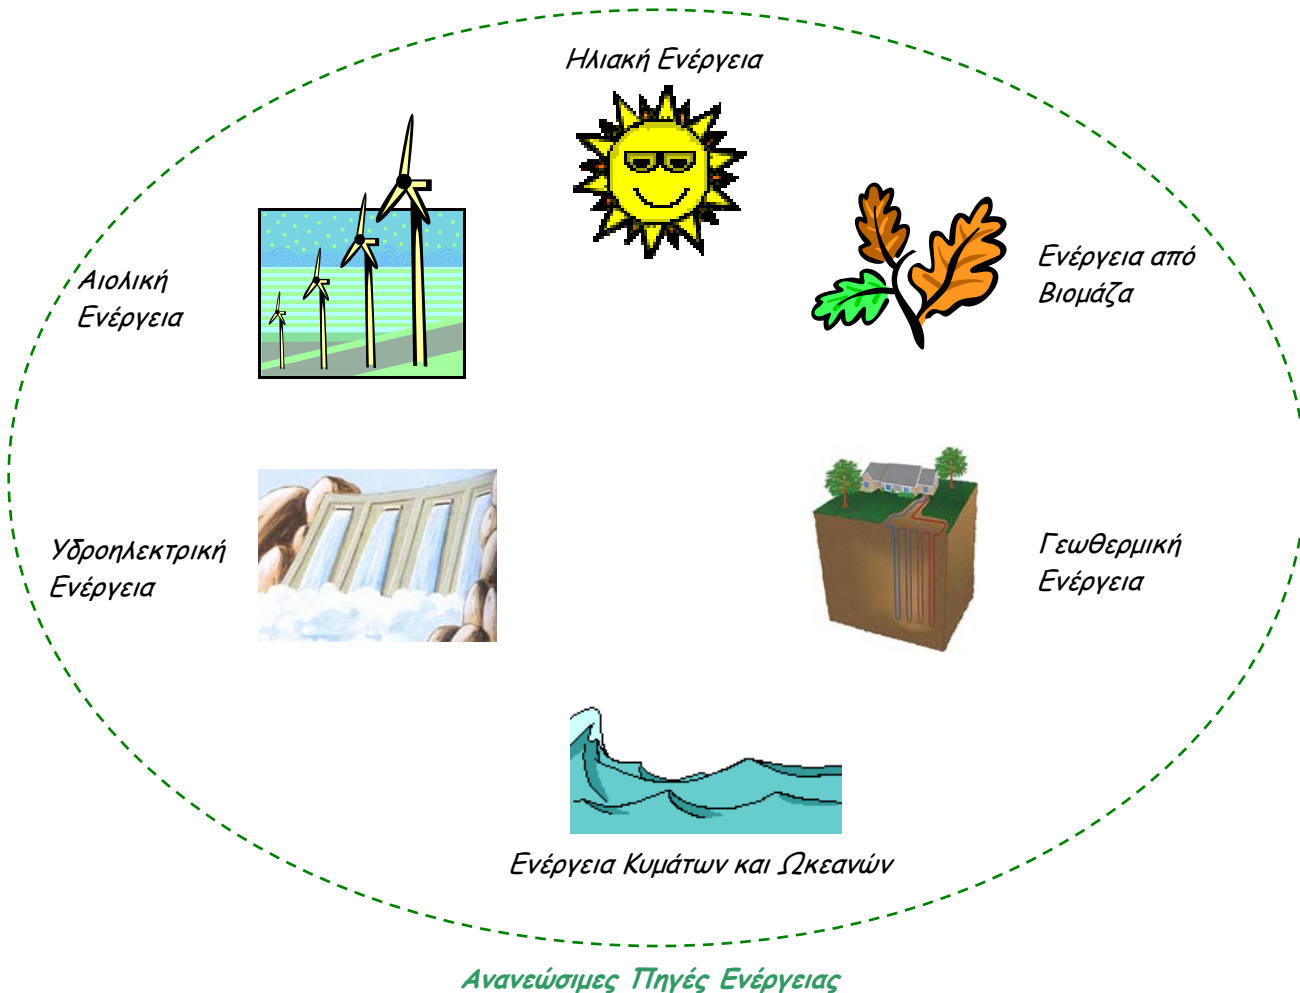 Ηλιακή Ενέργεια
Αιολική
Ενέργεια
Ενέργεια από
Βιομάζα
Υδροηλεκτρική
Ενέργεια
Γεωθερμική
Ενέργεια
Ενέργεια Κυμάτων και Ωκεανών
Ανανεώσιμες Πηγές Ενέργειας